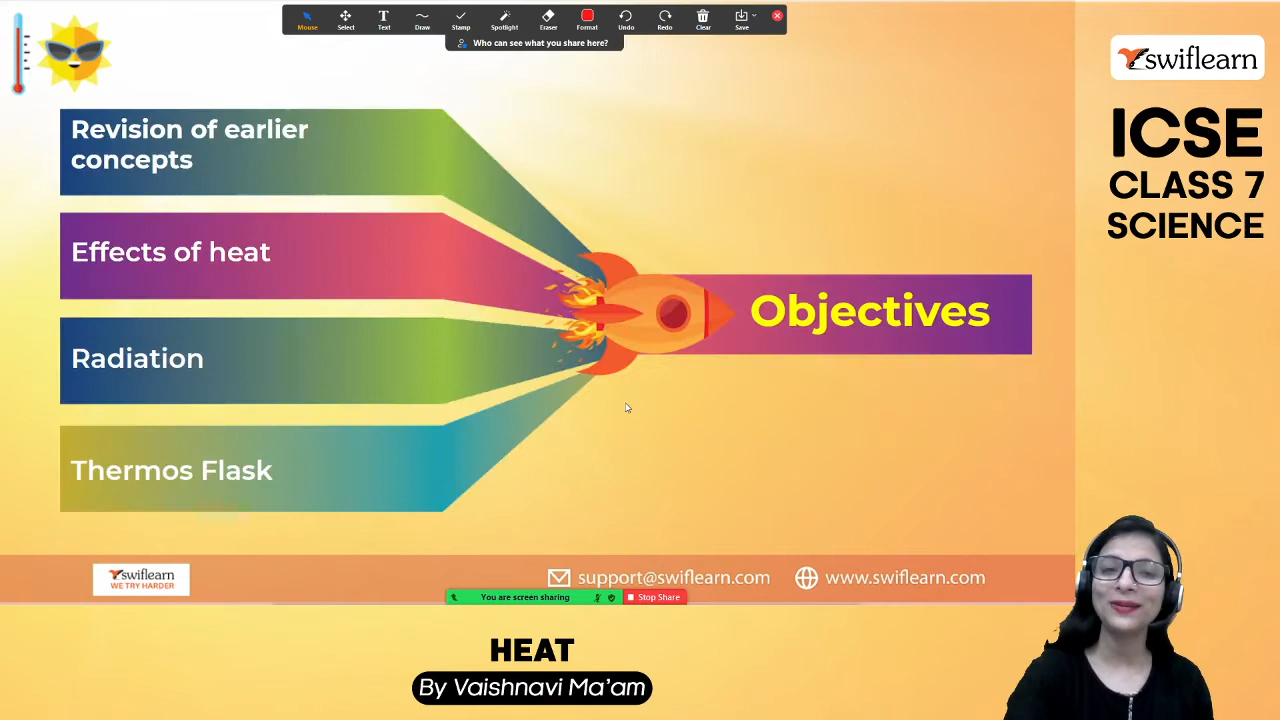 Mouse
Select
Text
Draw
Stamp
Spotlight
Eraser
Format
Undo
Redo
Clear
Save
Who can see what you share here?
swiflearn
ICSE
CLASS 7
SCIENCE
Revision of earlier
concepts
Effects of heat
Radiation
Thermos Flask
Objectives
swiflearn
WE TRY HARDER
support@swiflearn.com
www.swiflearn.com
You are screen sharing
Stop Share
HEAT
By Vaishnavi Ma'am